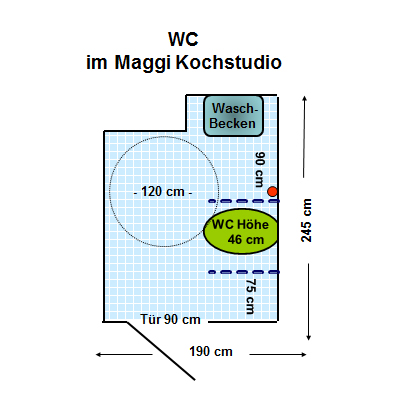 WC
im Maggi Kochstudio
Wasch-
Becken
90 cm
- 120 cm -
WC Höhe
46 cm
245 cm
75 cm
Tür 90 cm
190 cm